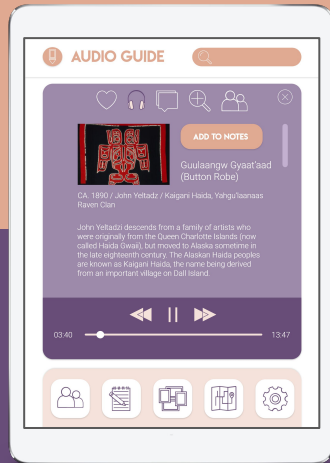 AUDIO GUIDE
ADD TO NOTES
Guulaangw Gyaat'aad
(Button Robe)
CA. 1890 / John Yeltadz / Kaigani Haida, Yahgu'laanaas
Raven Clan
John Yeltadzi descends from a family of artists who
were originally from the Queen Charlotte Islands (now
called Haida Gwaii), but moved to Alaska sometime in
the late eighteenth century. The Alaskan Haida peoples
are known as Kaigani Haida, the name being derived
from an important village on Dall Island.
03:40
13:47